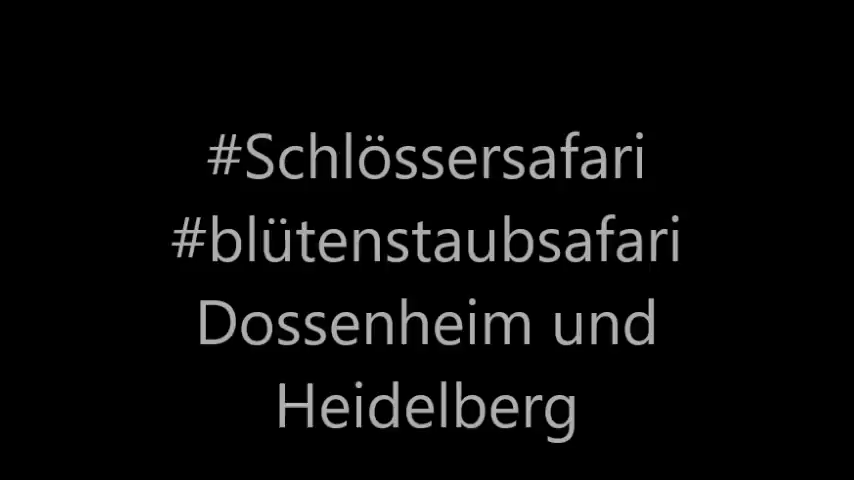 #Schlössersafari
#blütenstaubsafari
Dossenheim und
Heidelberg